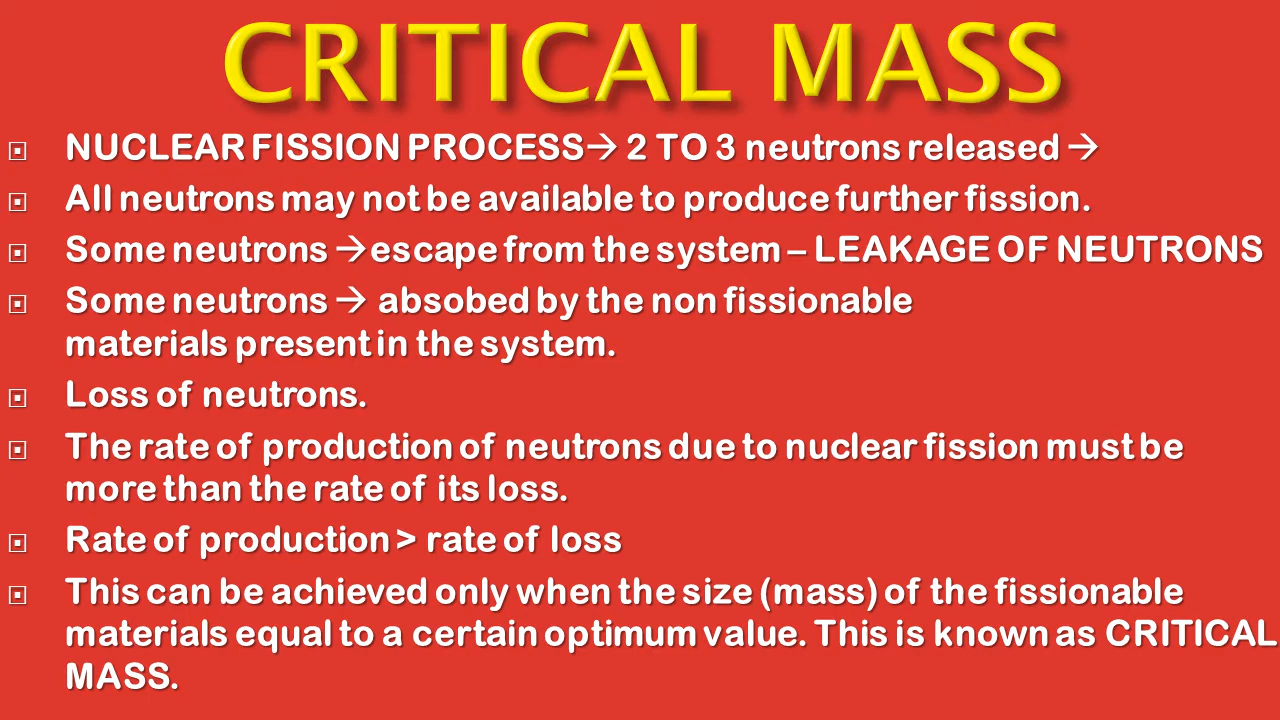 CRITICAL MASS
NUCLEAR FISSION PROCESS→ 2 TO 3 neutrons released →
All neutrons may not be available to produce further fission.
Some neutrons →escape from the system – LEAKAGE OF NEUTRONS
Some neutrons → absobed by the non fissionable
materials present in the system.
Loss of neutrons.
The rate of production of neutrons due to nuclear fission must be
more than the rate of its loss.
Rate of production > rate of loss
This can be achieved only when the size (mass) of the fissionable
materials equal to a certain optimum value. This is known as CRITICAL
MASS.